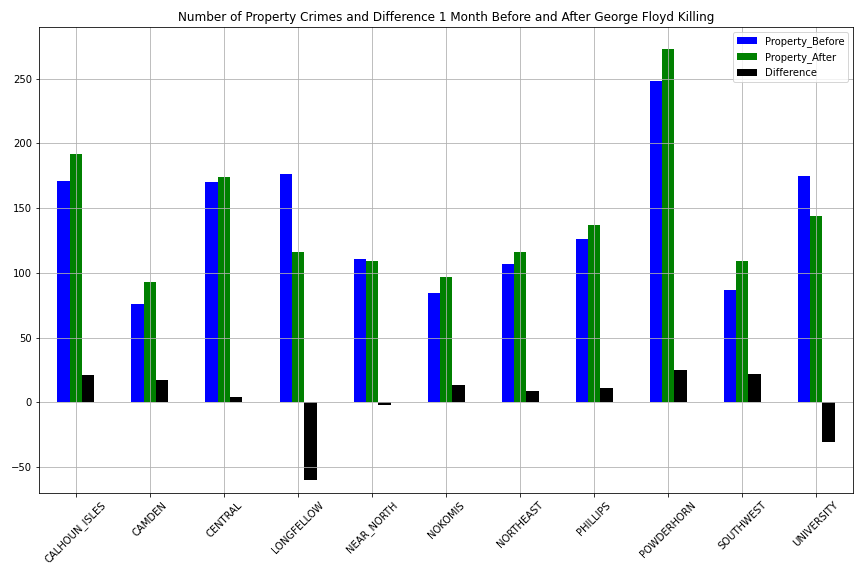 Number of Property Crimes and Difference 1 Month Before and After George Floyd Killing
Property_Before
Property_After
Difference
250
200
150
100
50
0
−50
CALHOUN_ISLES
CAMDEN
CENTRAL
LONGFELLOW
NEAR_NORTH
NOKOMIS
NORTHEAST
PHILLIPS
POWDERHORN
SOUTHWEST
UNIVERSITY